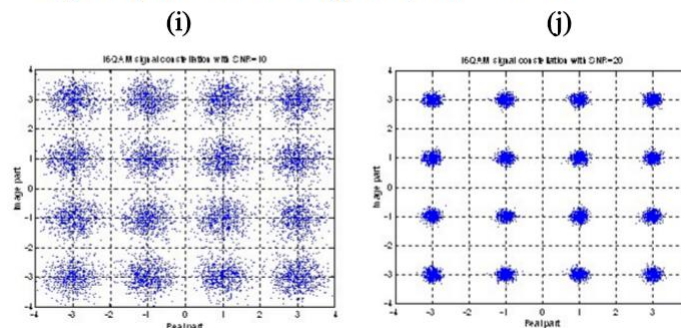 (i) (j)
16QAM signal constellation with SNR=10
16QAM signal constellation with SNR=20
4
3
2
1
0
-1
-2
-3
-4
Image part
-4 -3 -2 -1 0 1 2 3 4
Real part
4
3
2
1
0
-1
-2
-3
-4
Image part
-3 -2 -1 0 1 2 3
Real part